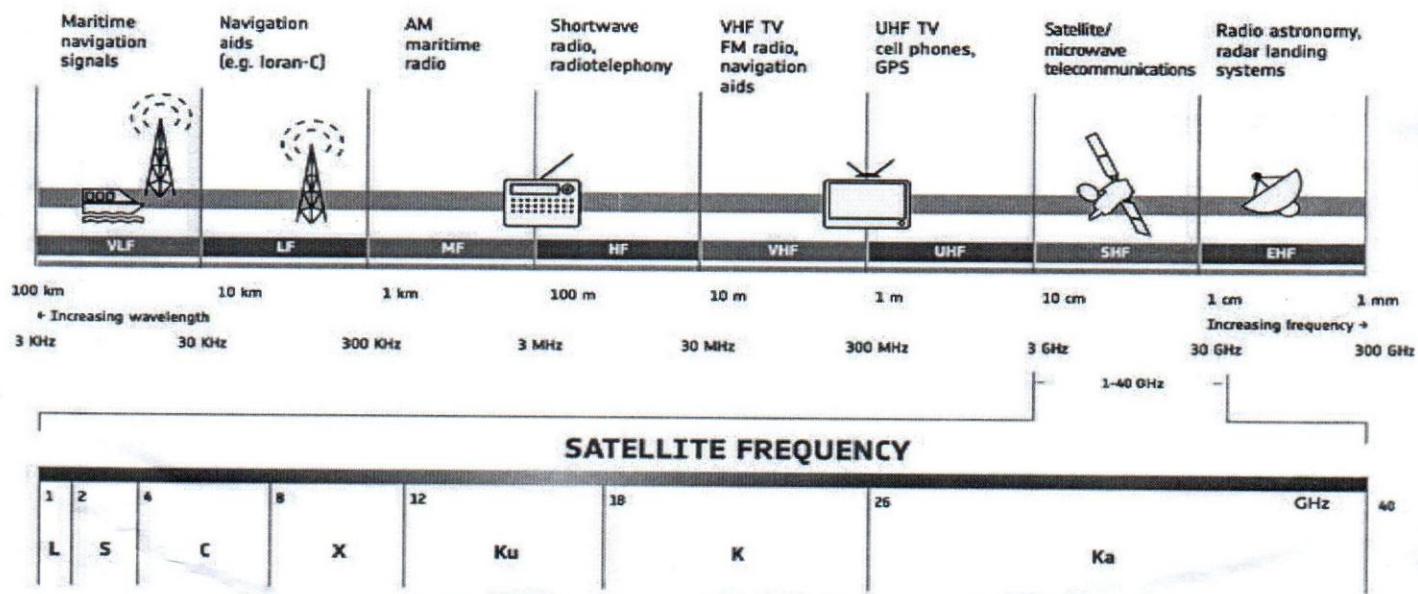 Maritime
navigation
signals
Navigation
aids
(e.g. loran-C)
AM
maritime
radio
Shortwave
radio,
radiotelephony
VHF TV
FM radio,
navigation
aids
UHF TV
cell phones,
GPS
Satellite/
microwave
telecommunications
Radio astronomy,
radar landing
systems
VLF LF MF HF VHF UHF SHF EHF
100 km 10 km 1 km 100 m 10 m 1 m 10 cm 1 cm 1 mm
← Increasing wavelength Increasing frequency →
3 KHz 30 KHz 300 KHz 3 MHz 30 MHz 300 MHz 3 GHz 30 GHz 300 GHz
1-40 GHz
SATELLITE FREQUENCY
1 2 4 8 12 18 26 GHz 40
L S C X Ku K Ka